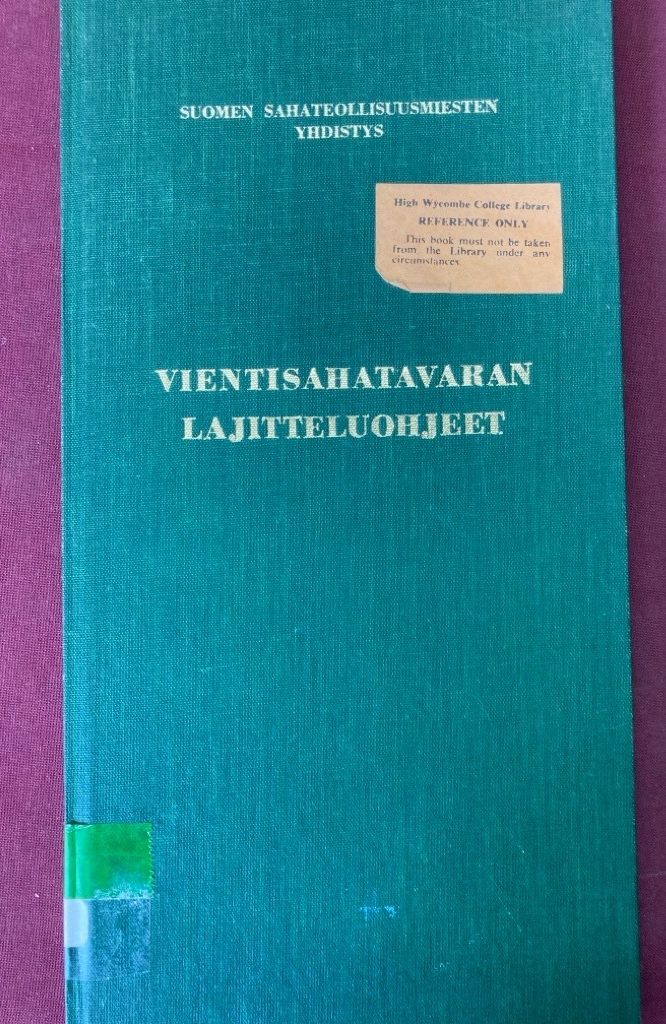 SUOMEN SAHATEOLLISUUSMIESTEN
YHDISTYS
High Wycombe College Library
REFERENCE ONLY
This book must not be taken
from the Library under any
circumstances.
VIENTISAHATAVARAN
LAJITTELUOHJEET